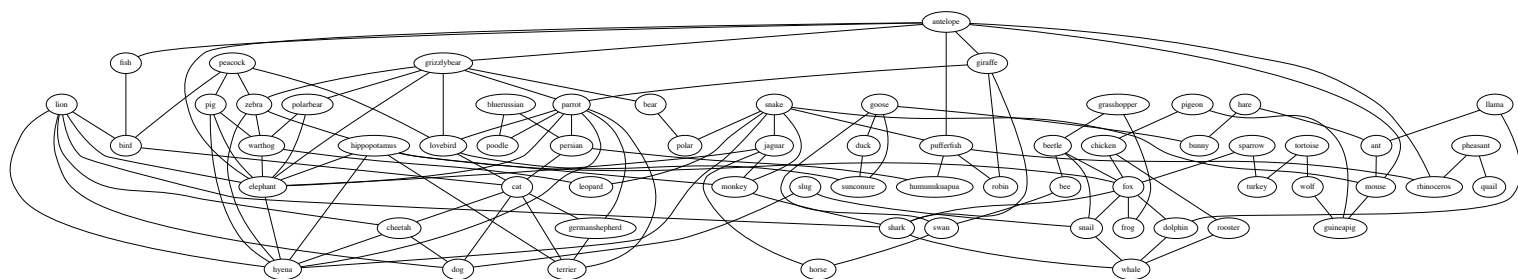 antelope
fish peacock grizzlybear giraffe
lion pig zebra polarbear bluerussian parrot bear snake goose grasshopper pigeon hare llama
bird warthog hippopotamus lovebird poodle persian polar jaguar duck pufferfish beetle chicken bunny sparrow tortoise ant pheasant
elephant cat leopard monkey slug sunconure humunukuapua robin bee fox turkey wolf mouse rhinoceros quail
cheetah germanshepherd shark swan snail frog dolphin rooster guineapig
hyena dog terrier horse whale